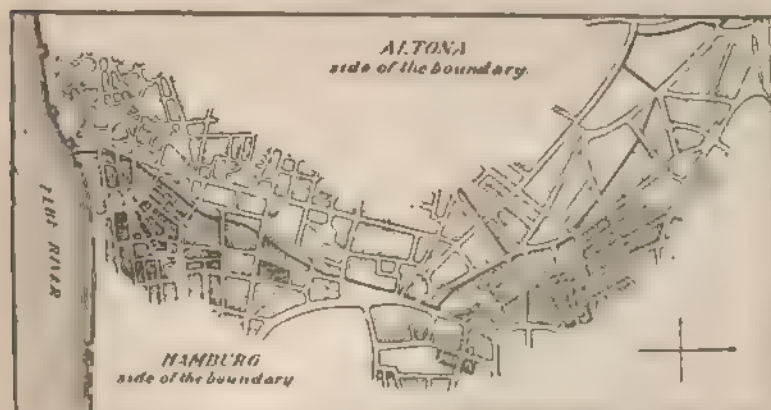 ALTONA
side of the boundary.
ELBE RIVER
HAMBURG
side of the boundary